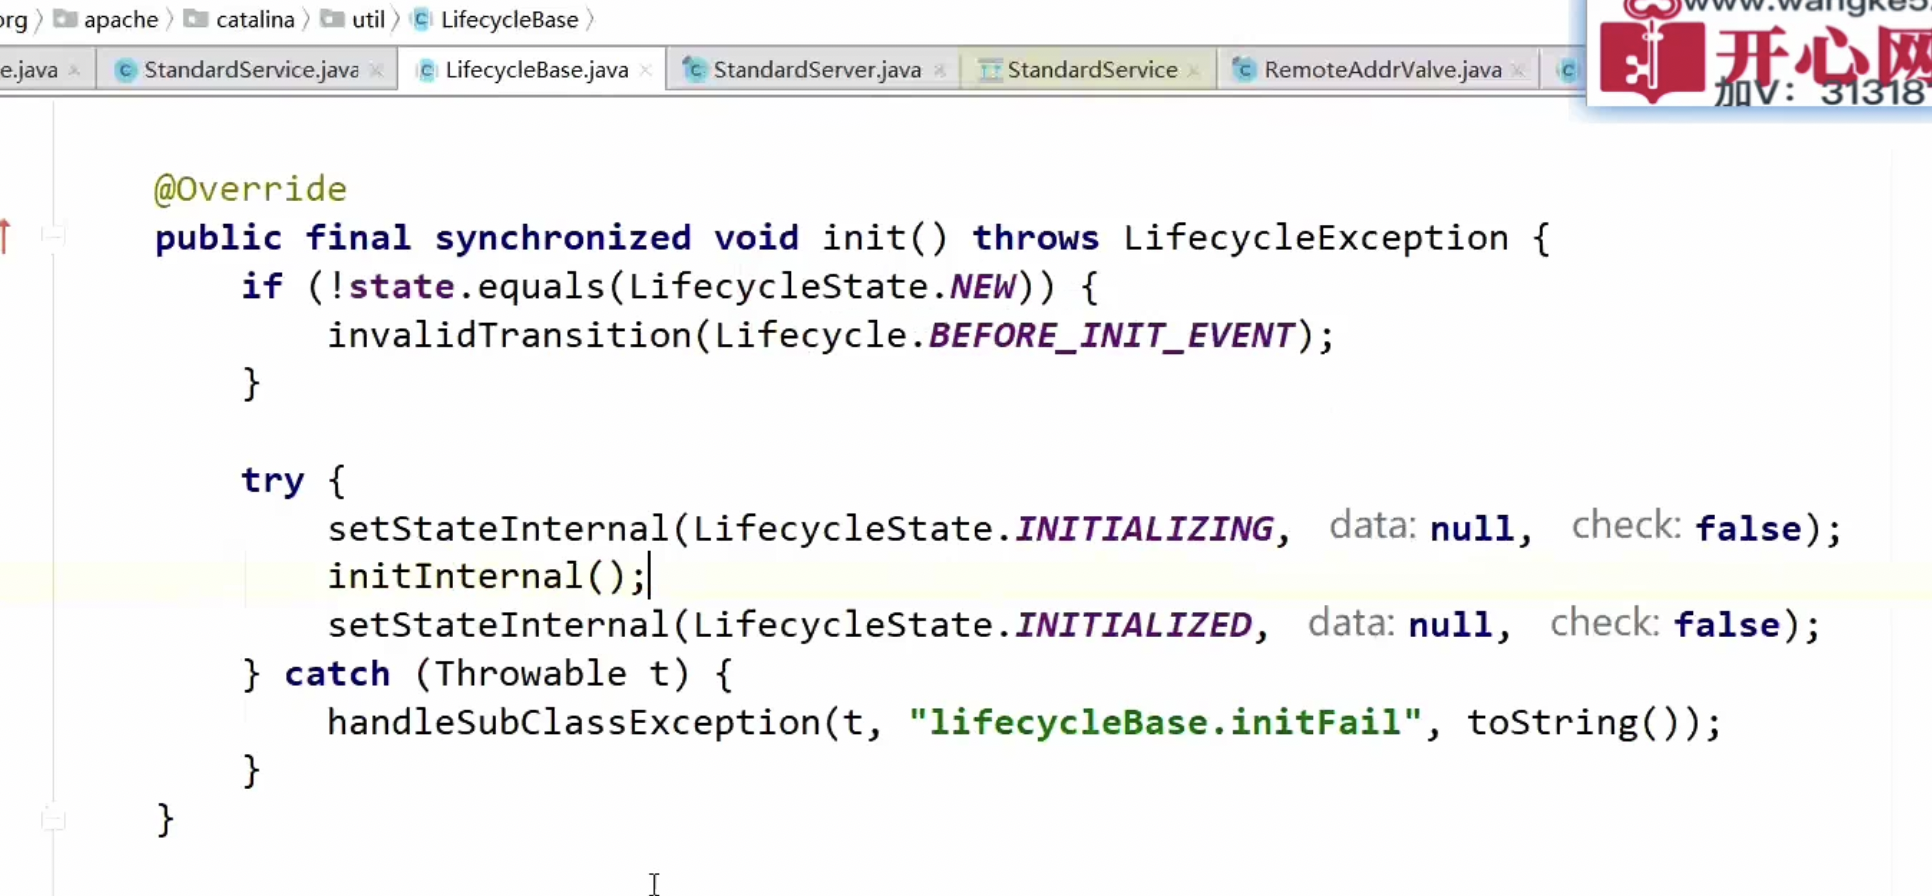 org 〉 apache 〉 catalina 〉 util 〉 LifecycleBase 〉
e.java × StandardService.java × LifecycleBase.java × StandardServer.java × StandardService × RemoteAddrValve.java ×
www.wangke5
开心网
加V：31318
@Override
public final synchronized void init() throws LifecycleException {
if (!state.equals(LifecycleState.NEW)) {
invalidTransition(Lifecycle.BEFORE_INIT_EVENT);
}
try {
setStateInternal(LifecycleState.INITIALIZING, data: null, check: false);
initInternal();
setStateInternal(LifecycleState.INITIALIZED, data: null, check: false);
} catch (Throwable t) {
handleSubClassException(t, "lifecycleBase.initFail", toString());
}
}